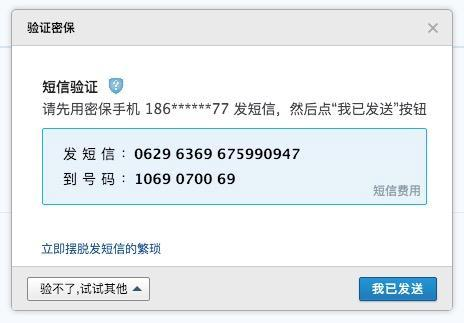 验证密保
短信验证
请先用密保手机 186******77 发短信，然后点“我已发送”按钮
发 短 信 ： 0629 6369 675990947
到 号 码 ： 1069 0700 69
短信费用
立即摆脱发短信的繁琐
验不了,试试其他
我已发送